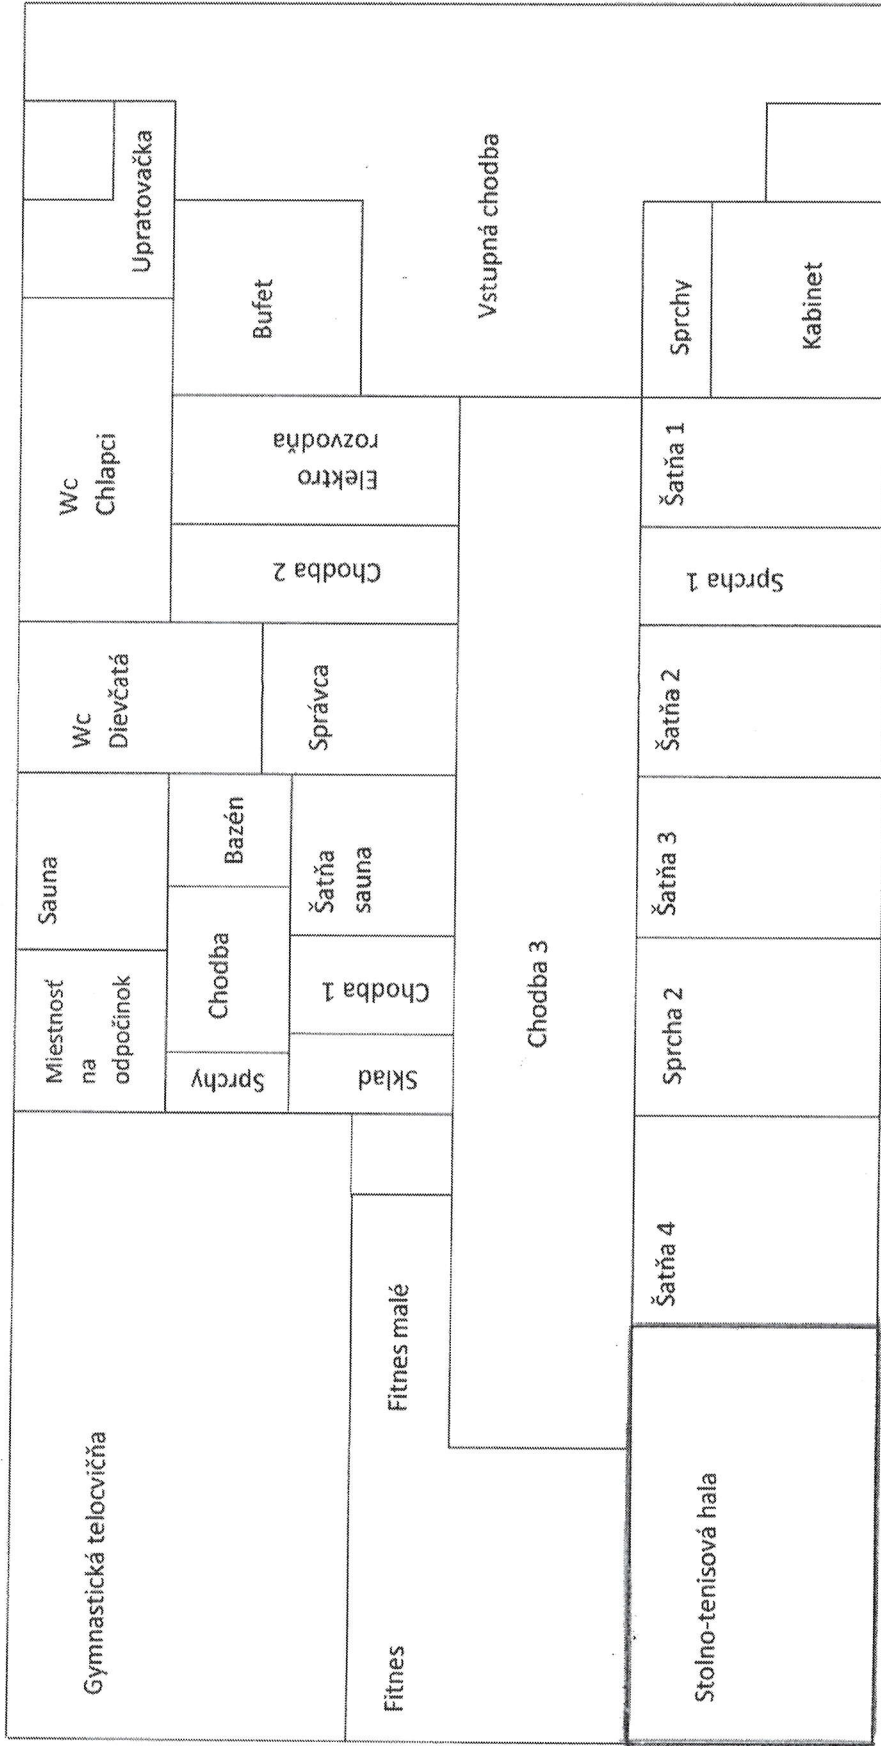 Gymnastická telocvičňa
Miestnosť
na
odpočinok
Sauna
Wc
Dievčatá
Wc
Chlapci
Upratovačka
Sprchy
Chodba
Bazén
Sklad
Chodba 1
Šatňa
sauna
Správca
Chodba 2
Elektro
rozvodňa
Bufet
Fitnes
Fitnes malé
Chodba 3
Vstupná chodba
Stolno-tenisová hala
Šatňa 4
Sprcha 2
Šatňa 3
Šatňa 2
Sprcha 1
Šatňa 1
Sprchy
Kabinet